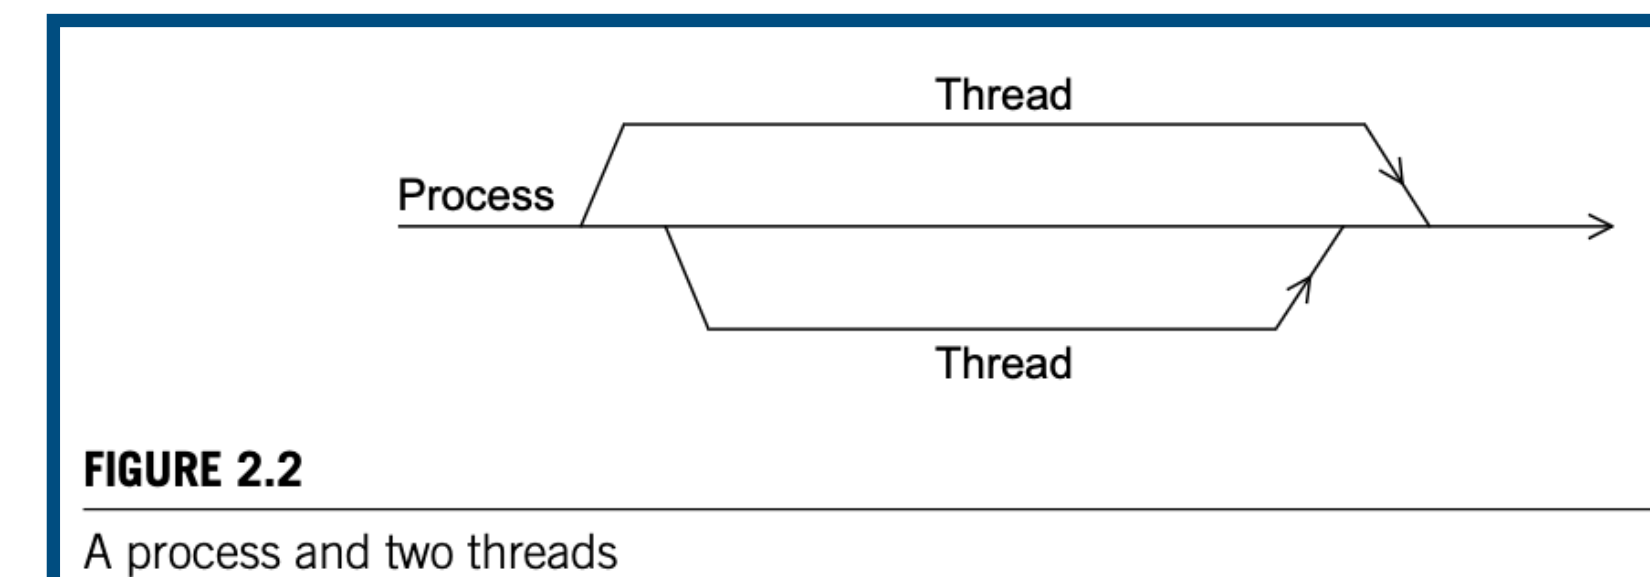 Thread
Process
Thread
FIGURE 2.2
A process and two threads